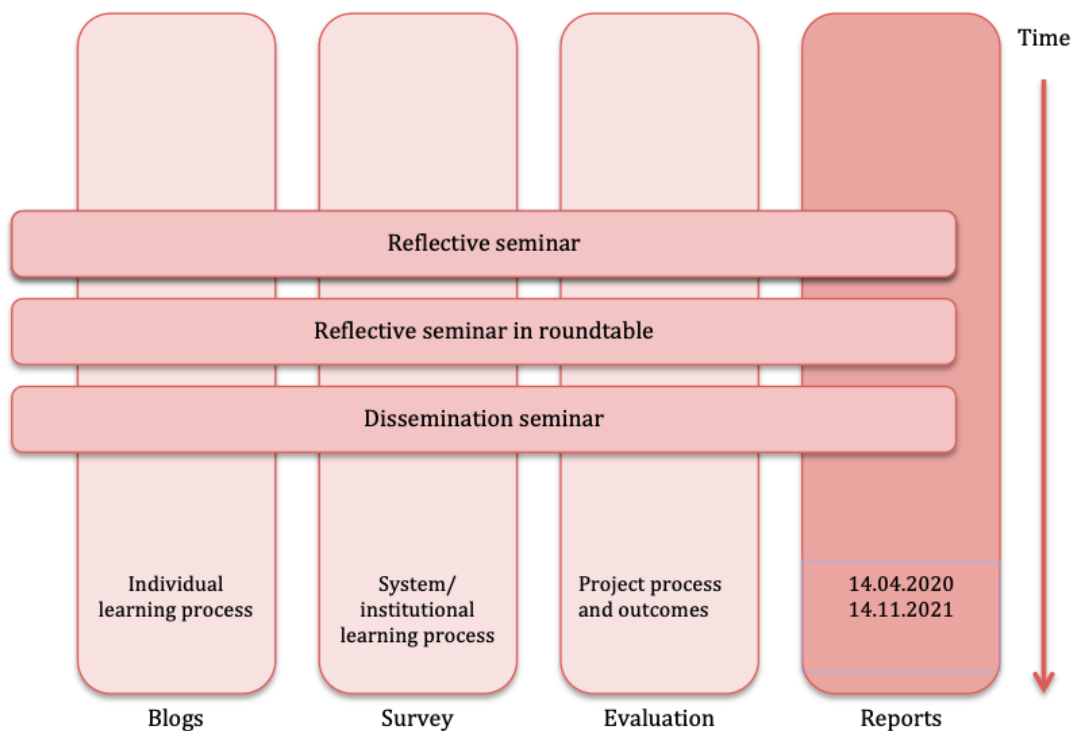 Time
Reflective seminar
Reflective seminar in roundtable
Dissemination seminar
Individual
learning process
System/
institutional
learning process
Project process
and outcomes
14.04.2020
14.11.2021
Blogs
Survey
Evaluation
Reports